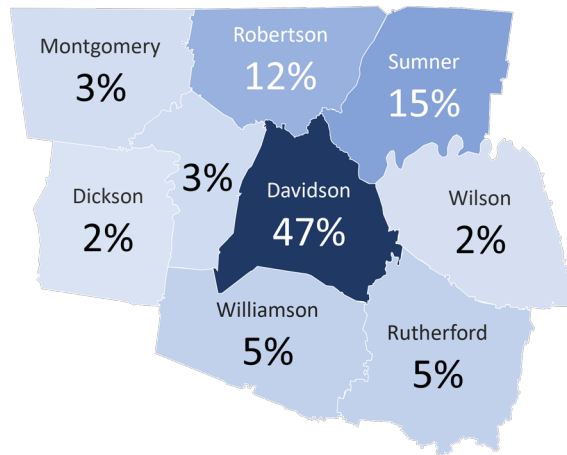 Montgomery
3%
Robertson
12%
Sumner
15%
Dickson
2%
3%
Davidson
47%
Wilson
2%
Williamson
5%
Rutherford
5%